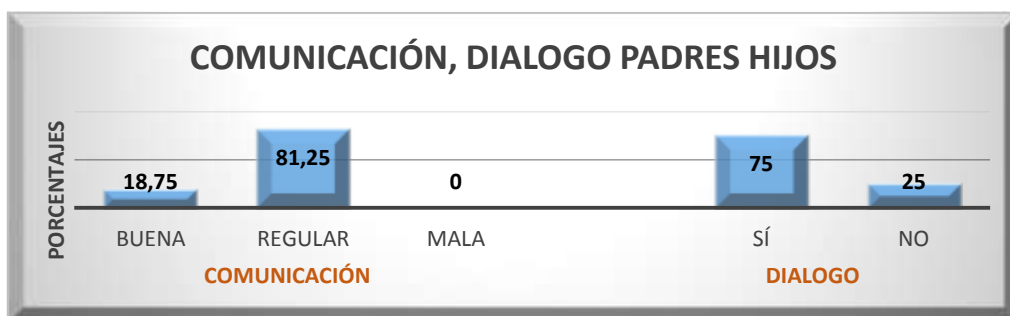 COMUNICACIÓN, DIALOGO PADRES HIJOS
PORCENTAJES
18,75
81,25
0
75
25
BUENA
REGULAR
MALA
SÍ
NO
COMUNICACIÓN
DIALOGO